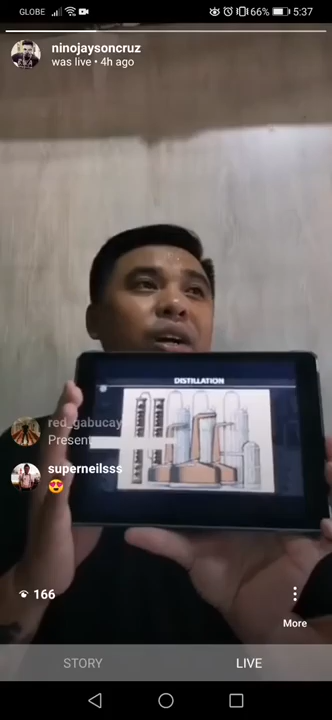 GLOBE
66%
5:37
ninojaysoncruz
was live • 4h ago
DISTILLATION
red_gabucay
Present
superneilsss
😍
166
More
STORY
LIVE